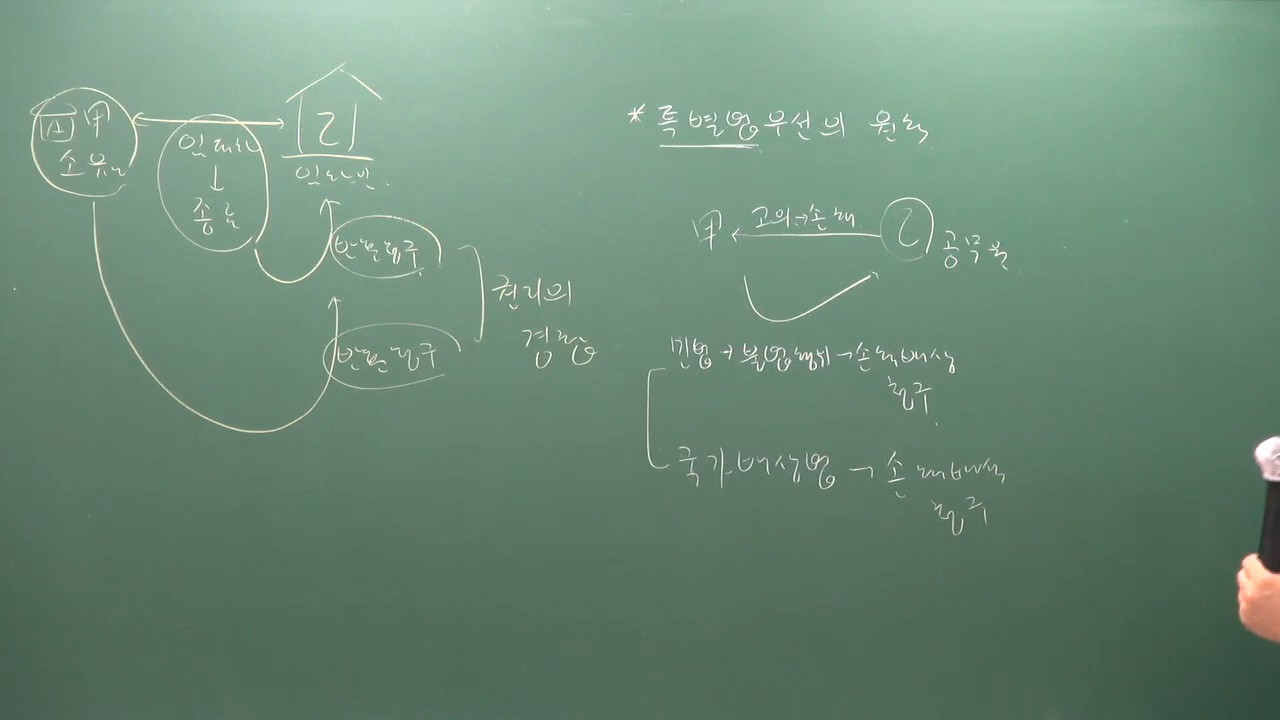 甲
소유자
임대차
↓
종료
乙
임차인
반환청구
반환청구
권리의
경합
* 특별법우선의 원칙
甲 고의→손해 乙 공무원
민법→불법행위→손해배상
청구
국가배상법→손해배상
청구